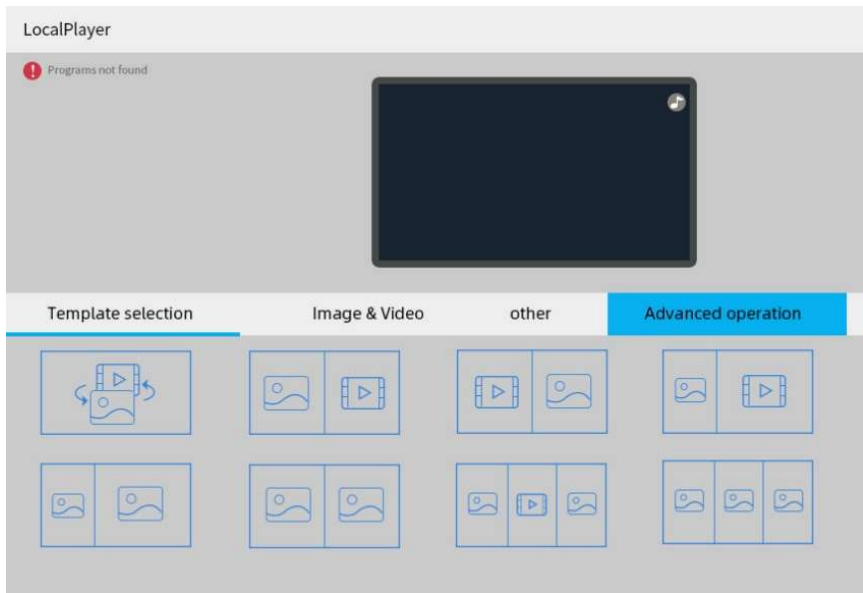 LocalPlayer
Programs not found
Template selection
Image & Video
other
Advanced operation